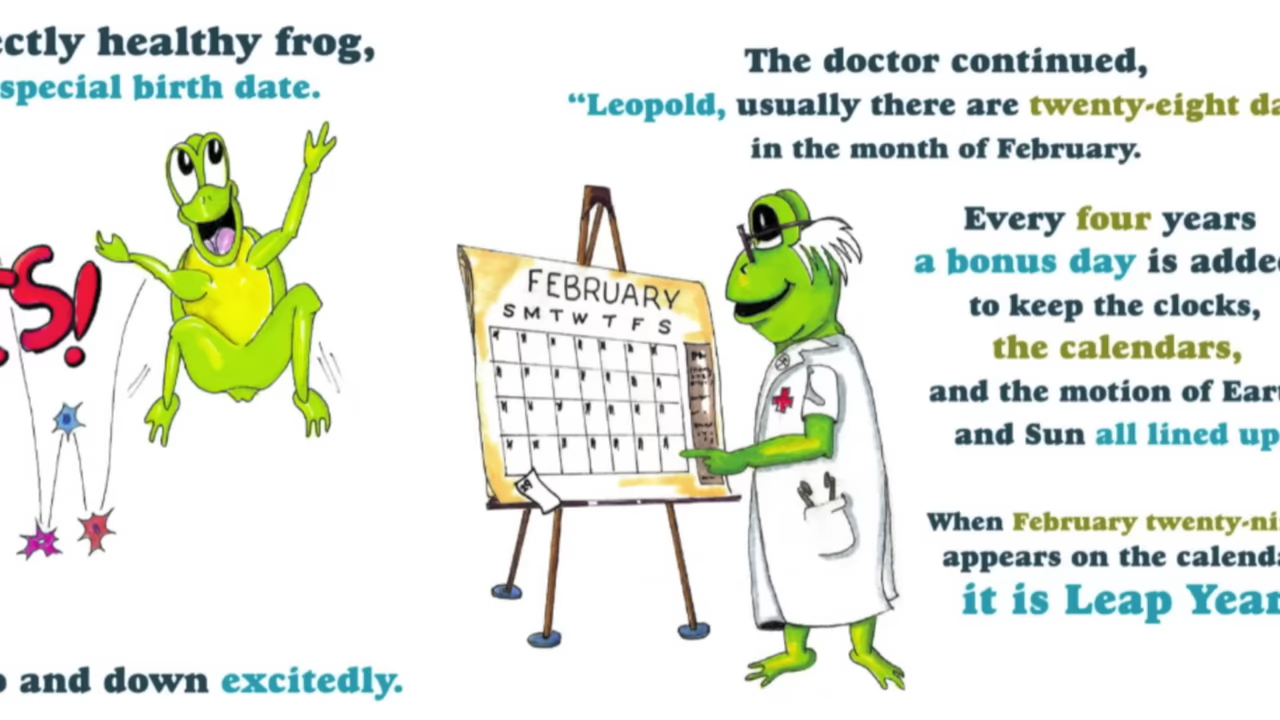 ectly healthy frog,
special birth date.
S!
p and down excitedly.
The doctor continued,
“Leopold, usually there are twenty-eight da
in the month of February.
FEBRUARY
S M T W T F S
Every four years
a bonus day is adde
to keep the clocks,
the calendars,
and the motion of Ear
and Sun all lined up
When February twenty-ni
appears on the calenda
it is Leap Year